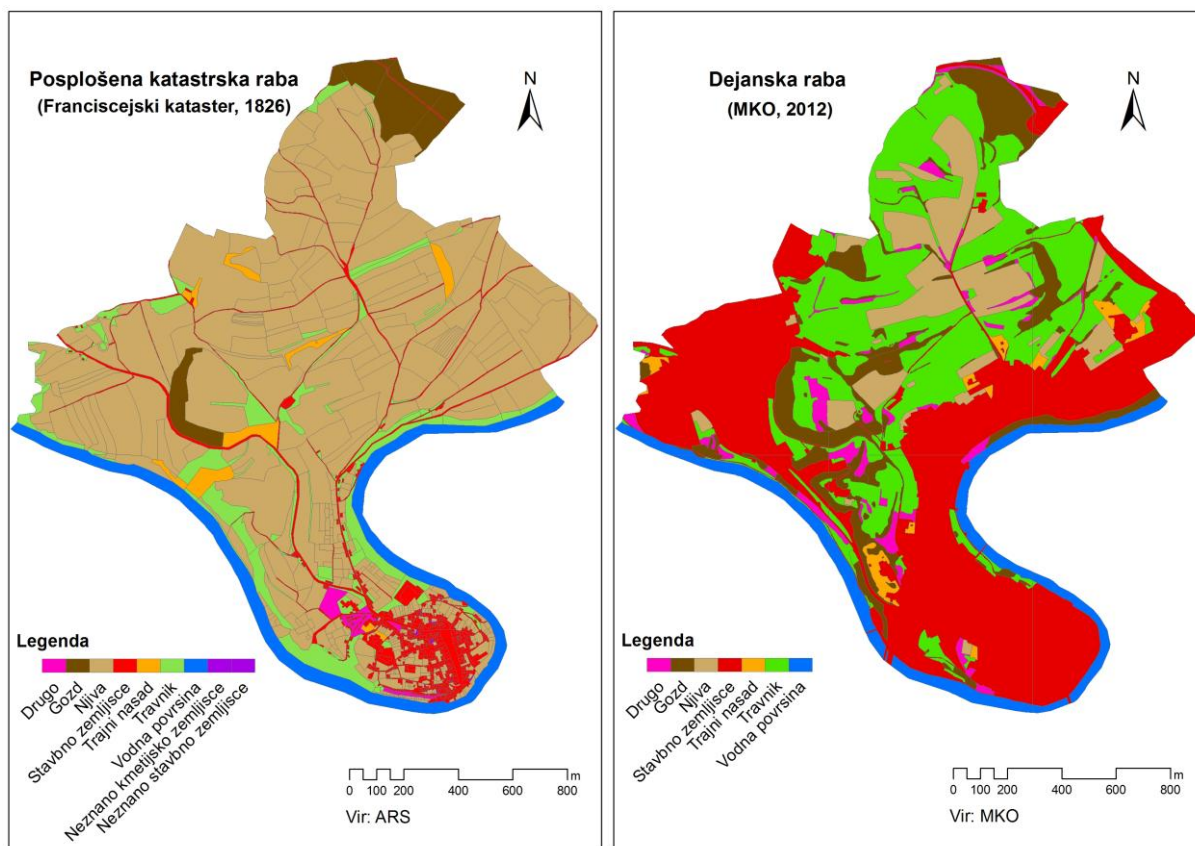 Posplošena katastrska raba
(Franciscejski kataster, 1826)
N
Legenda
Drugo
Gozd
Njiva
Stavbno zemljisce
Trajni nasad
Travnik
Vodna povrsina
Neznano kmetijsko zemljisce
Neznano stavbno zemljisce
0 100 200 400 600 800 m
Vir: ARS
Dejanska raba
(MKO, 2012)
N
Legenda
Drugo
Gozd
Njiva
Stavbno zemljisce
Trajni nasad
Travnik
Vodna povrsina
0 100 200 400 600 800 m
Vir: MKO